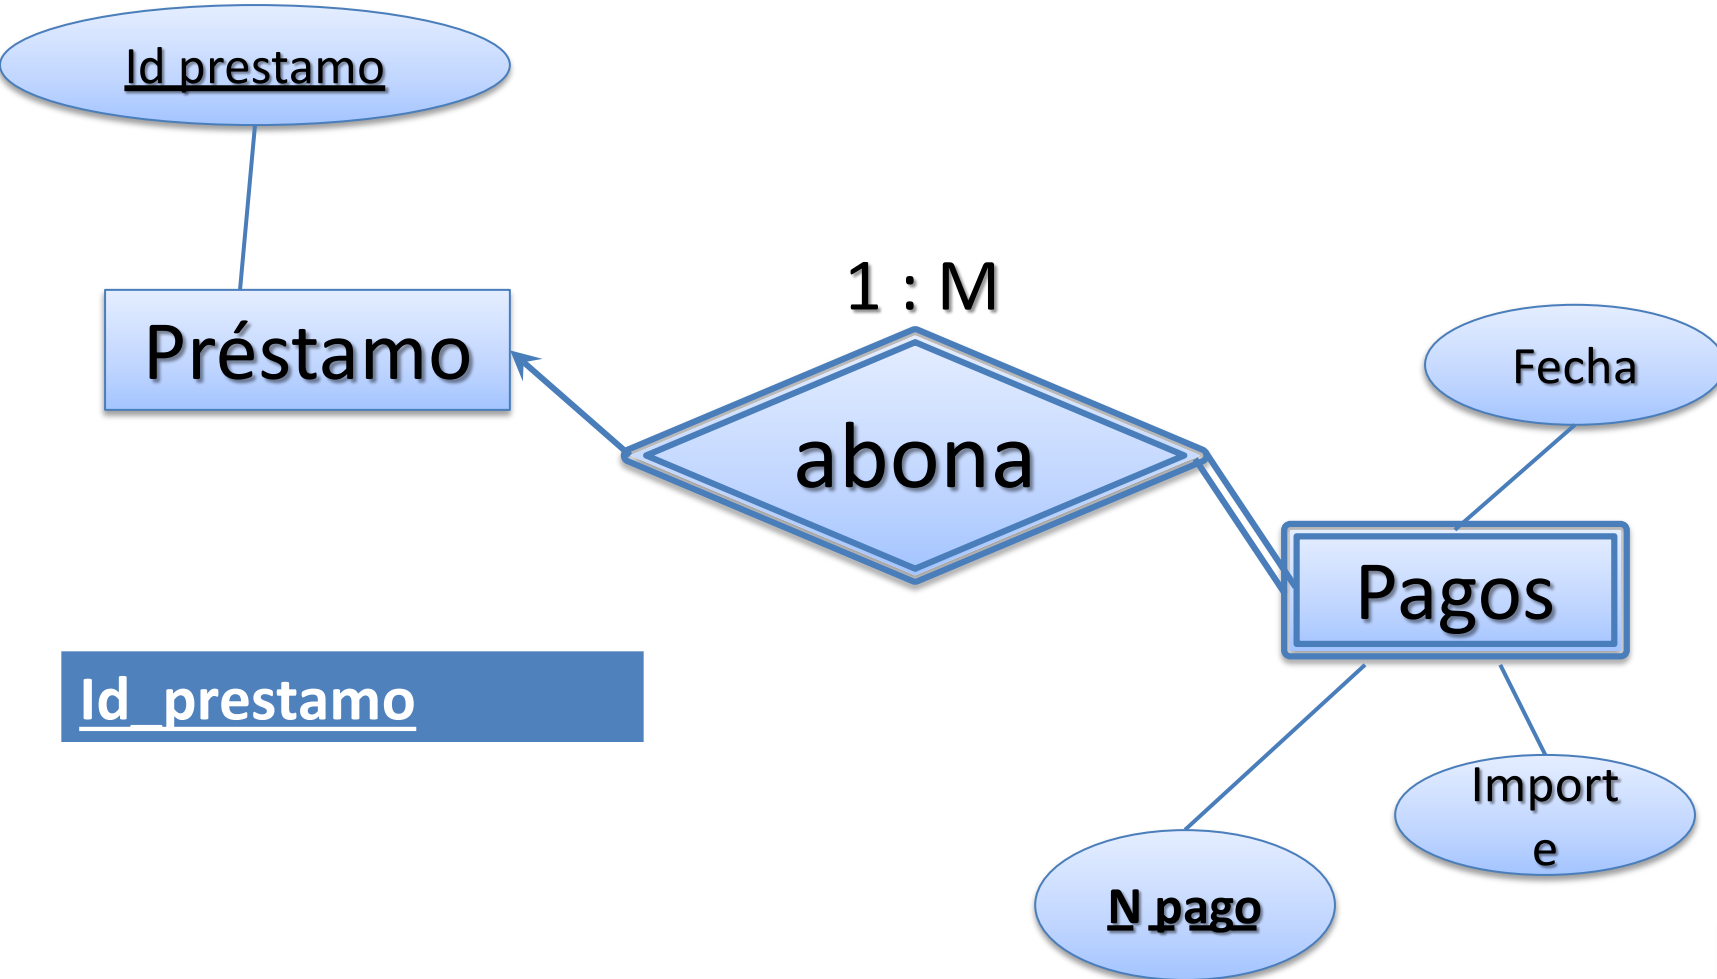 Id prestamo
Préstamo
1 : M
abona
Fecha
Pagos
Id_prestamo
Import
e
N pago